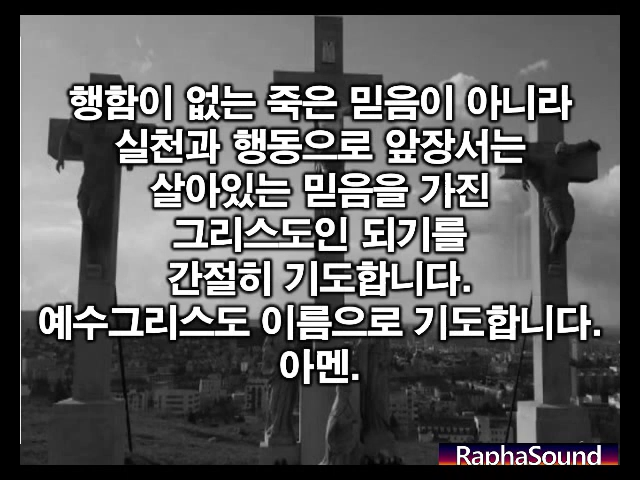 행함이 없는 죽은 믿음이 아니라
실천과 행동으로 앞장서는
살아있는 믿음을 가진
그리스도인 되기를
간절히 기도합니다.
예수그리스도 이름으로 기도합니다.
아멘.
RaphaSound